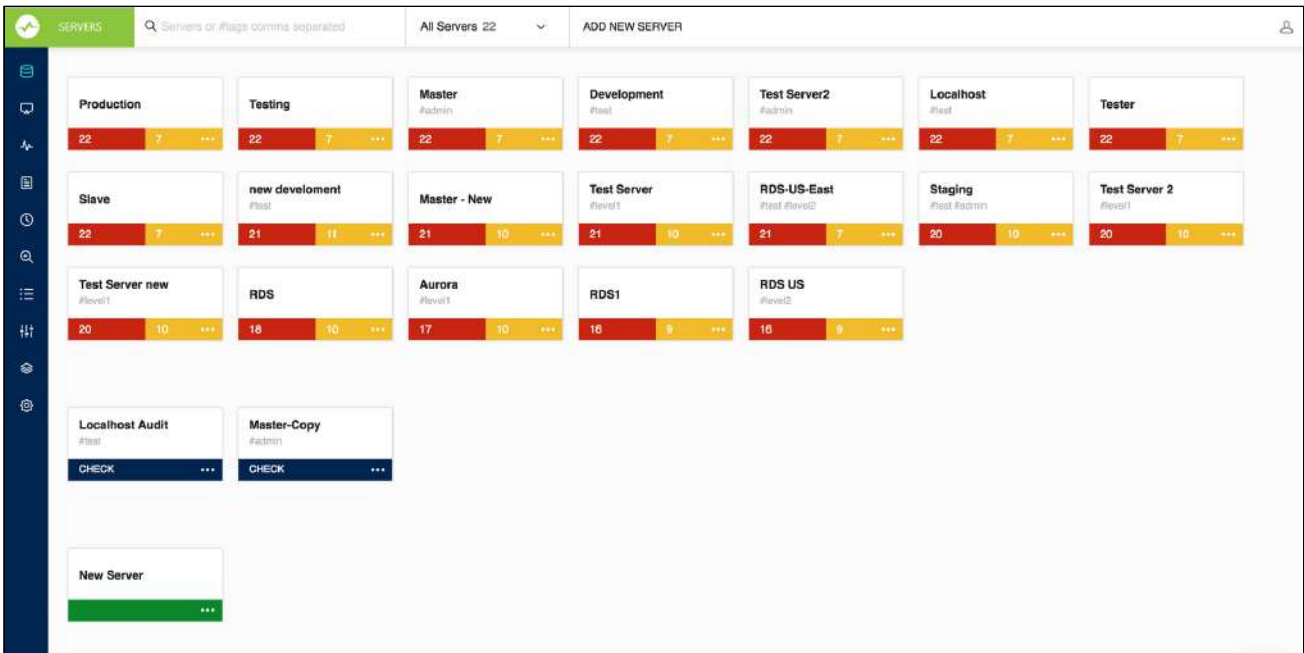 SERVERS Servers or #tags comma separated All Servers 22 ADD NEW SERVER
Production Testing Master Development Test Server2 Localhost Tester
#admin #test #admin #test
22 7 22 7 22 7 22 7 22 7 22 7 22 7
Slave new develoment Master - New Test Server RDS-US-East Staging Test Server 2
#test #level1 #test #level2 #test #admin #level1
22 7 21 11 21 10 21 10 21 7 20 10 20 10
Test Server new RDS Aurora RDS1 RDS US
#level1 #level1 #level2
20 10 18 10 17 10 16 9 16 9
Localhost Audit Master-Copy
#test #admin
CHECK CHECK
New Server